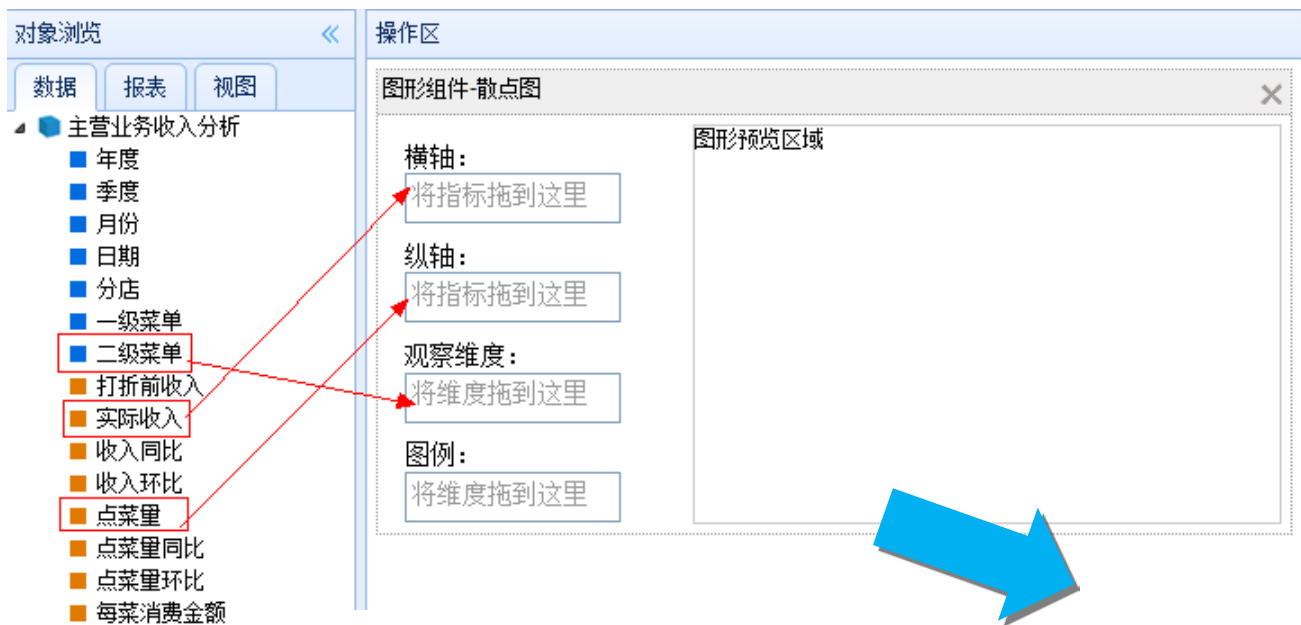 对象浏览
数据 报表 视图
主营业务收入分析
年度
季度
月份
日期
分店
一级菜单
二级菜单
打折前收入
实际收入
收入同比
收入环比
点菜量
点菜量同比
点菜量环比
每菜消费金额
操作区
图形组件-散点图
横轴：
将指标拖到这里
纵轴：
将指标拖到这里
观察维度：
将维度拖到这里
图例：
将维度拖到这里
图形预览区域